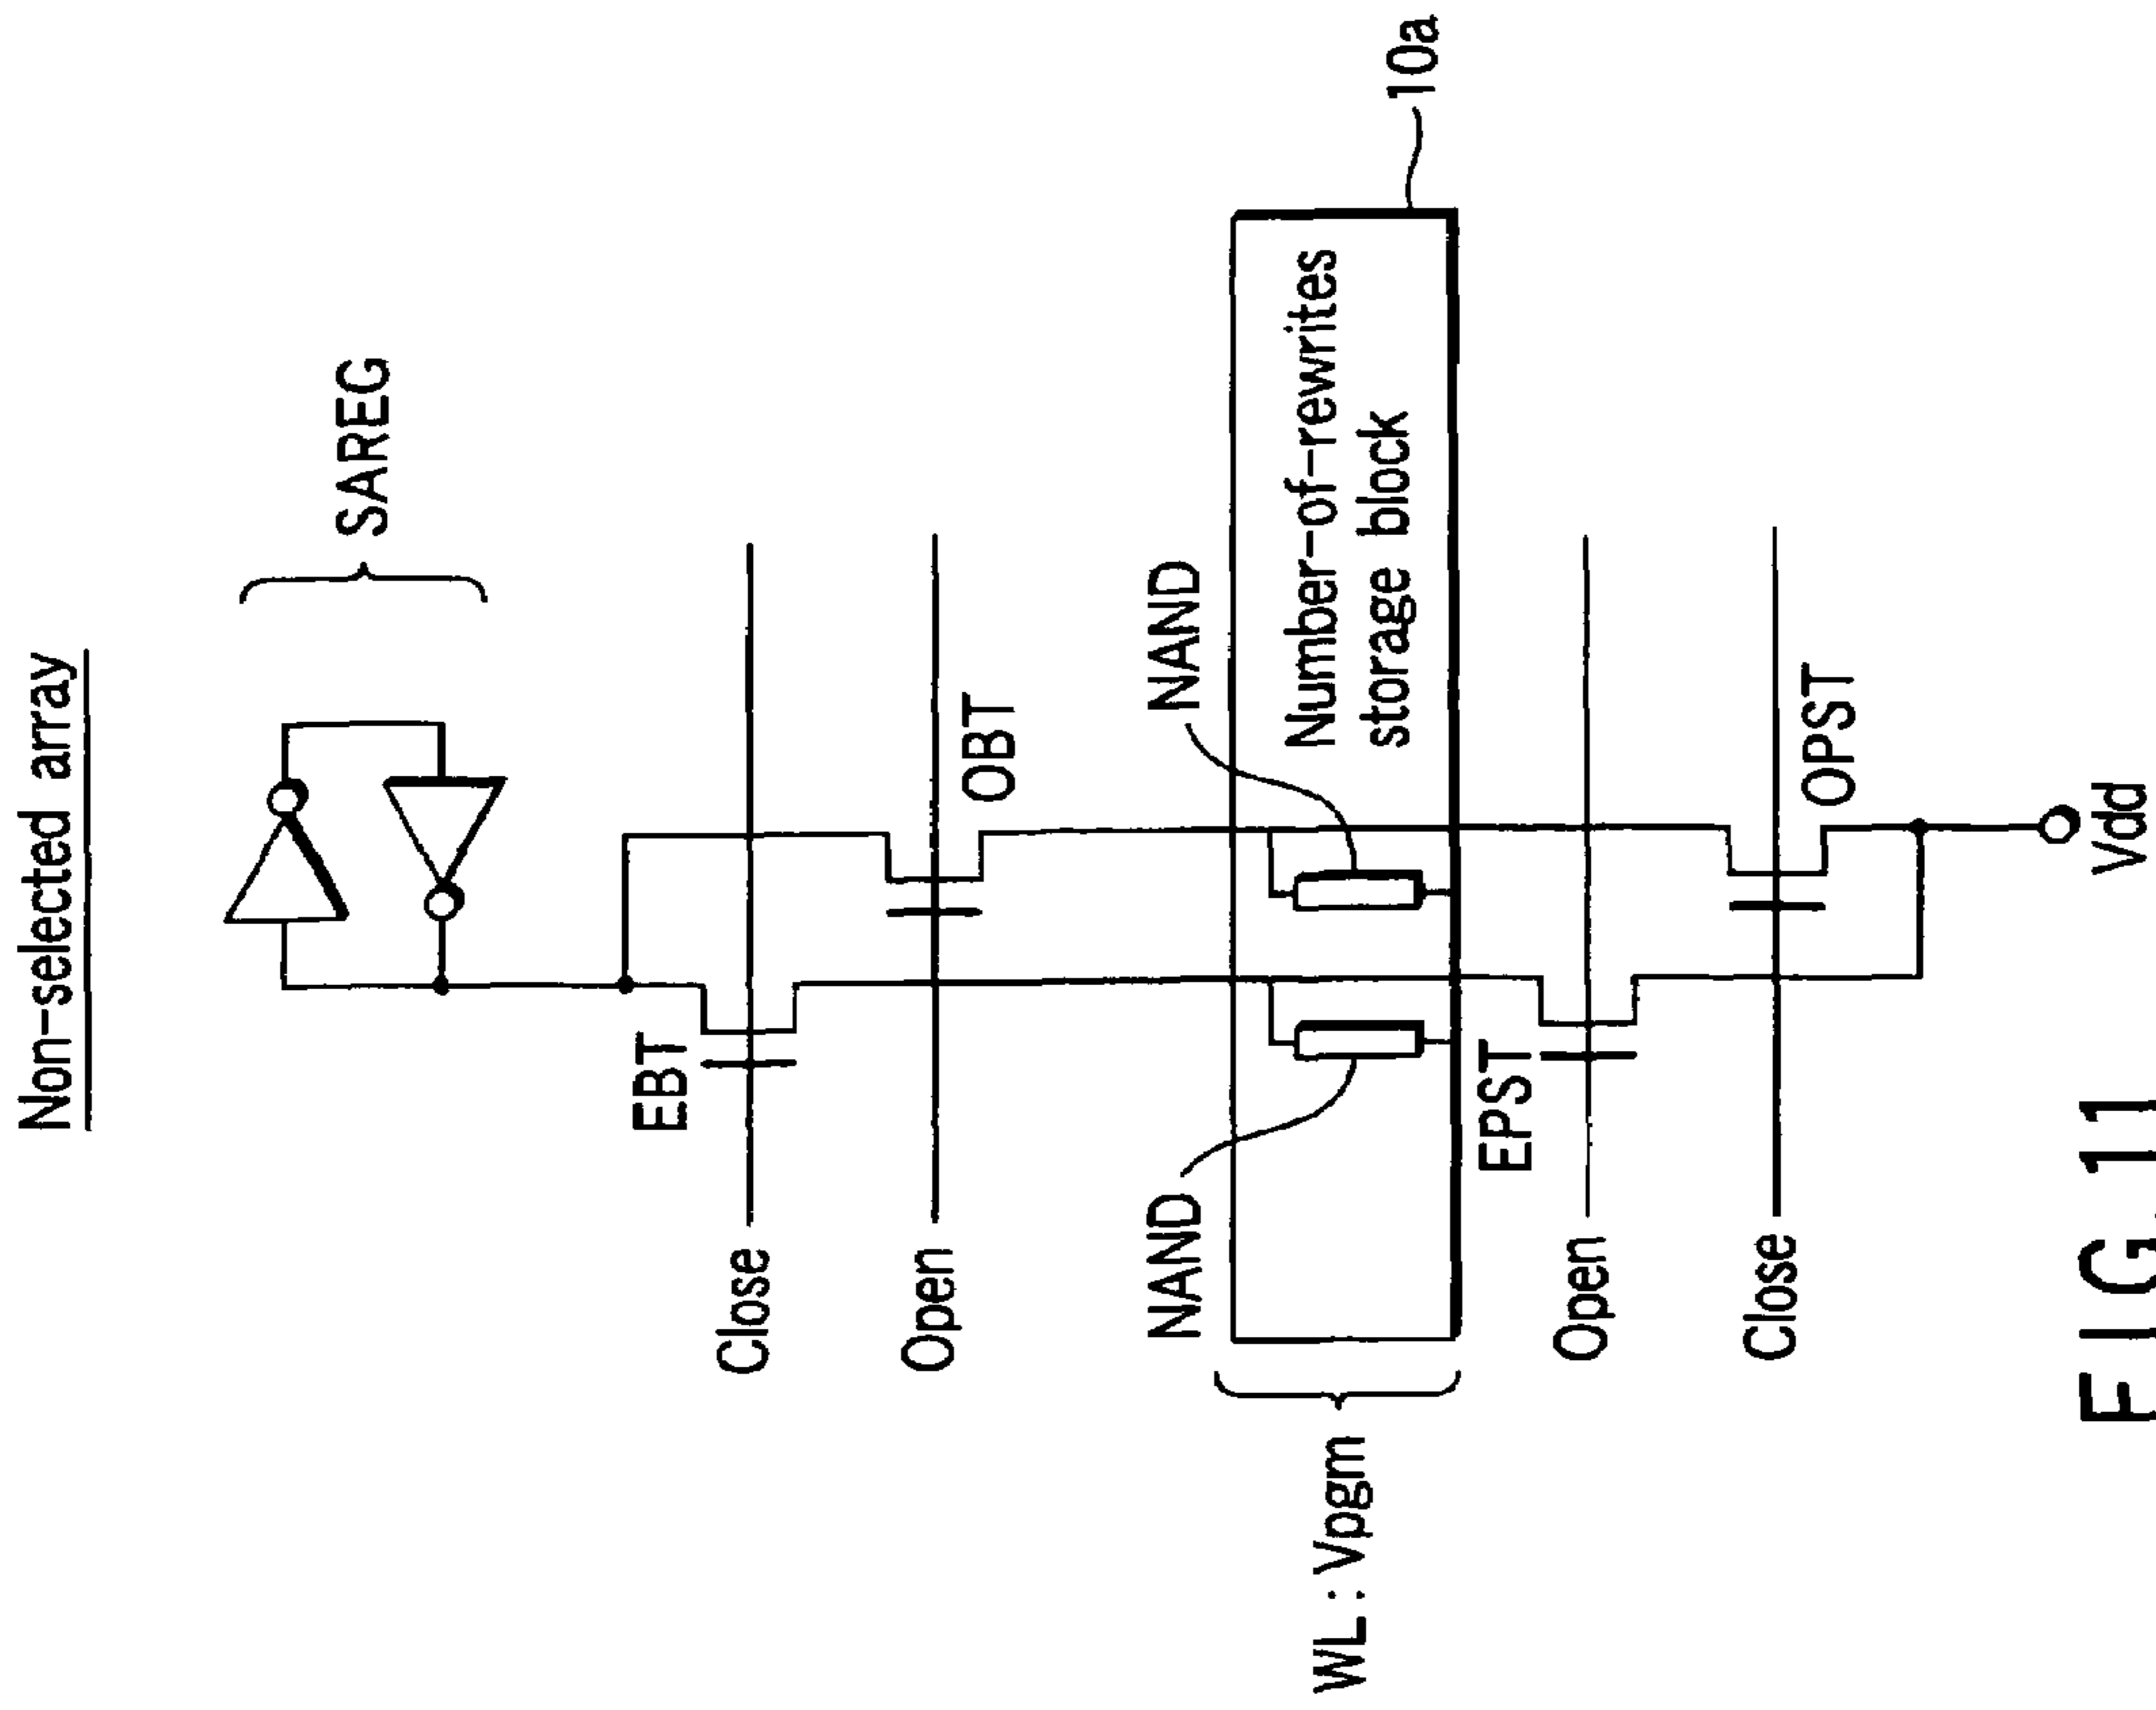 Non-selected array
SAREG
EBT
Close
OBT
Open
NAND
NAND
10a
Number-of-rewrites
storage block
WL : Vpgm
EPST
Open
OPST
Close
Vdd
FIG. 11